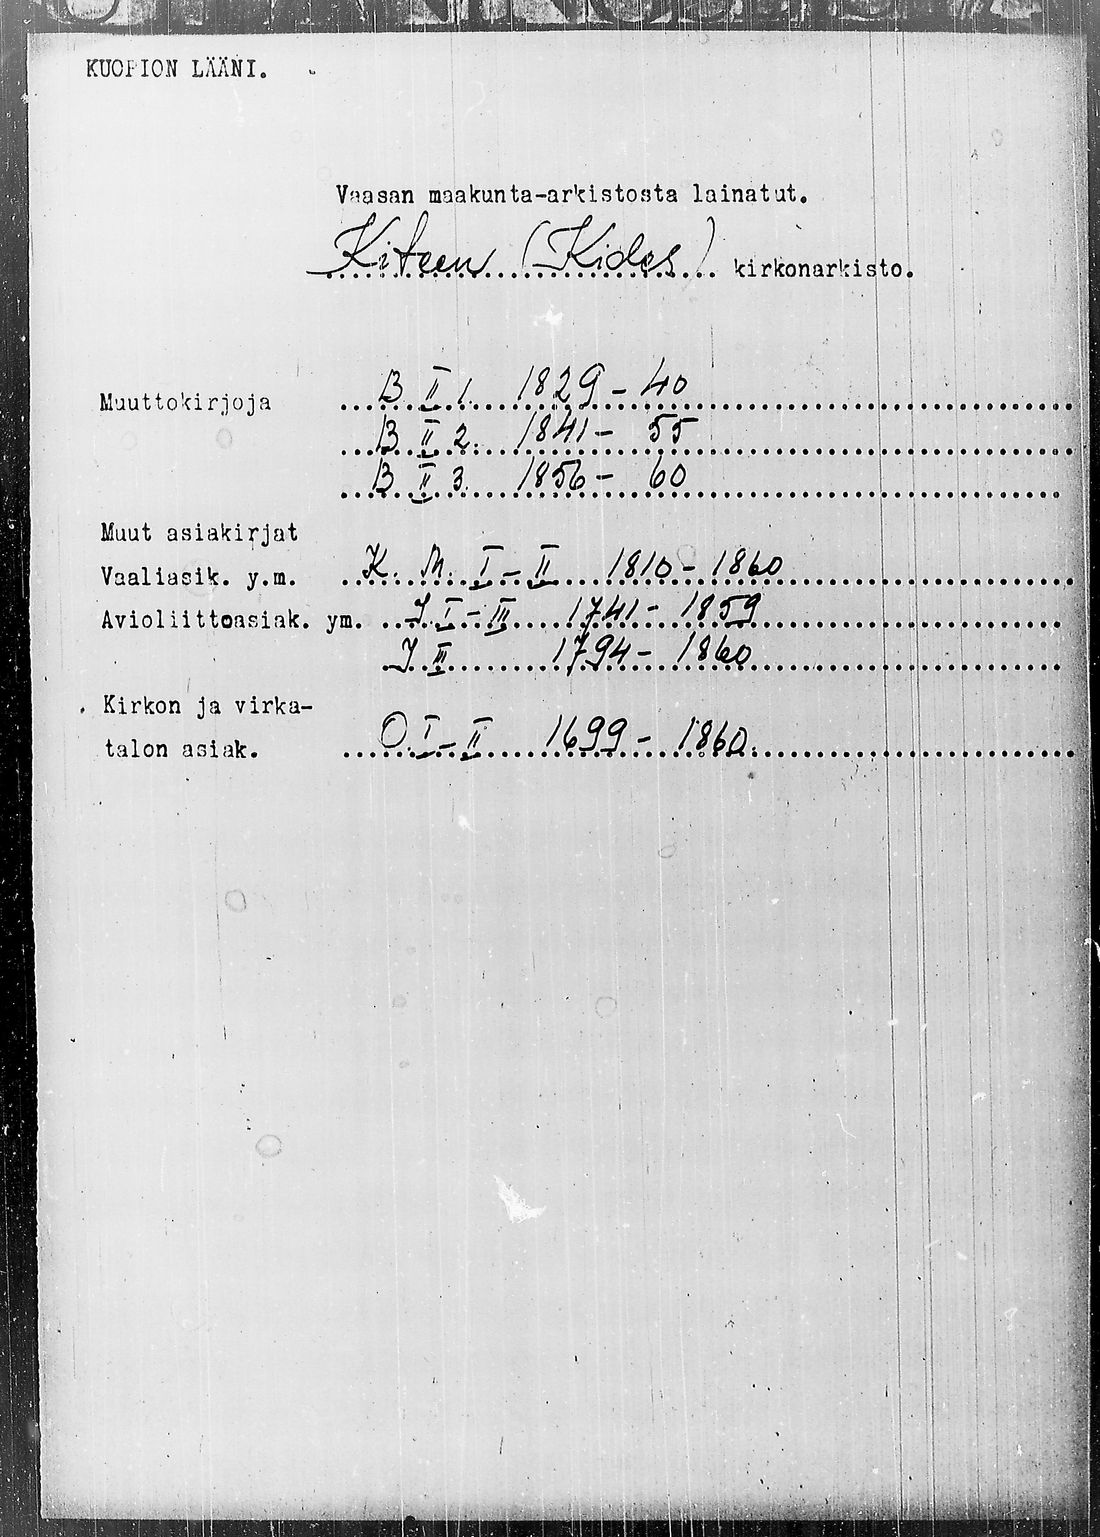 KUOPION LÄÄNI.
Vaasan maakunta-arkistosta lainatut.
Kiteen (Kides) kirkonarkisto.
Muuttokirjoja B II 1. 1829 - 40
B II 2. 1841 - 55
B II 3. 1856 - 60
Muut asiakirjat
Vaaliasik. y.m. K. M. I - II 1810 - 1860
Avioliittoasiak. ym. J I - III 1741 - 1859
J III 1794 - 1860
Kirkon ja virka-
talon asiak. O I - II 1699 - 1860